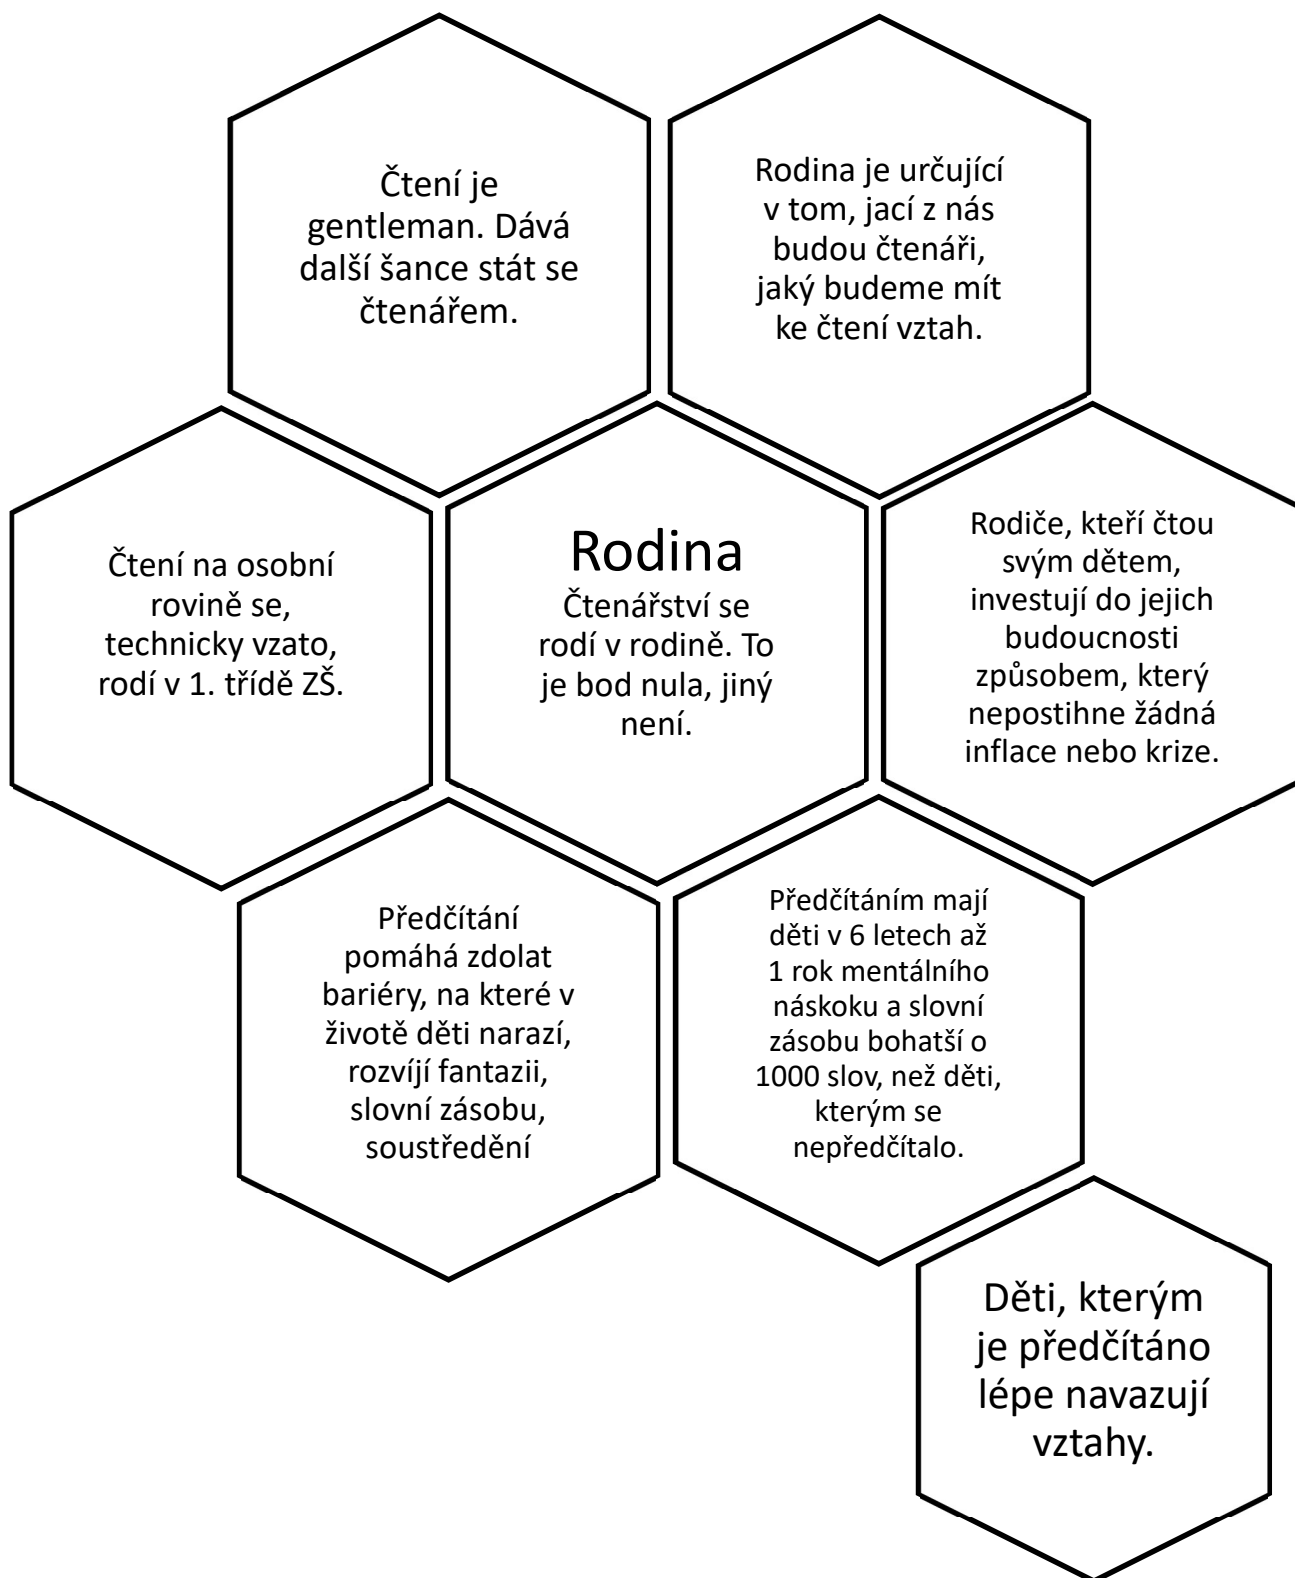 Čtení je
gentleman. Dává
další šance stát se
čtenářem.
Rodina je určující
v tom, jací z nás
budou čtenáři,
jaký budeme mít
ke čtení vztah.
Čtení na osobní
rovině se,
technicky vzato,
rodí v 1. třídě ZŠ.
Rodina
Čtenářství se
rodí v rodině. To
je bod nula, jiný
není.
Rodiče, kteří čtou
svým dětem,
investují do jejich
budoucnosti
způsobem, který
nepostihne žádná
inflace nebo krize.
Předčítání
pomáhá zdolat
bariéry, na které v
životě děti narazí,
rozvíjí fantazii,
slovní zásobu,
soustředění
Předčítáním mají
děti v 6 letech až
1 rok mentálního
náskoku a slovní
zásobu bohatší o
1000 slov, než děti,
kterým se
nepředčítalo.
Děti, kterým
je předčítáno
lépe navazují
vztahy.